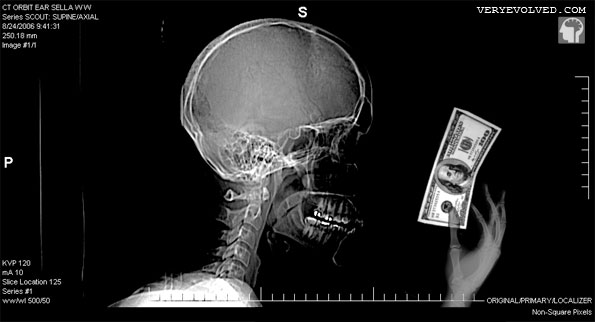 CT ORBIT EAR SELLA WW
Series SCOUT: SUPINE/AXIAL
8/24/2006 9:41:31
250.18 mm
Image #1/1
S
VERYEVOLVED.COM
P
100
KVP 120
mA 10
Slice Location 125
Series #1
ww/wl 500/50
ORIGINAL/PRIMARY/LOCALIZER
Non-Square Pixels